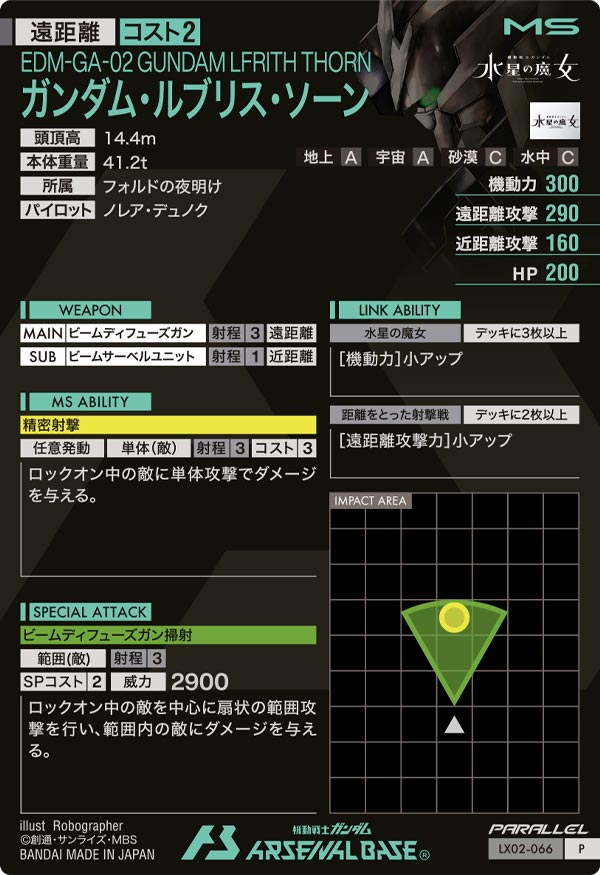 遠距離 コスト2 MS
EDM-GA-02 GUNDAM LFRITH THORN
ガンダム・ルブリス・ソーン
機動戦士ガンダム
水星の魔女
水星の魔女
頭頂高 14.4m
本体重量 41.2t
所属 フォルドの夜明け
パイロット ノレア・デュノク
地上 A 宇宙 A 砂漠 C 水中 C
機動力 300
遠距離攻撃 290
近距離攻撃 160
HP 200
WEAPON
MAIN ビームディフューズガン 射程 3 遠距離
SUB ビームサーベルユニット 射程 1 近距離
MS ABILITY
精密射撃
任意発動 単体(敵) 射程 3 コスト 3
ロックオン中の敵に単体攻撃でダメージ
を与える。
SPECIAL ATTACK
ビームディフューズガン掃射
範囲(敵) 射程 3
SPコスト 2 威力 2900
ロックオン中の敵を中心に扇状の範囲攻
撃を行い、範囲内の敵にダメージを与え
る。
LINK ABILITY
水星の魔女 デッキに3枚以上
[機動力]小アップ
距離をとった射撃戦 デッキに2枚以上
[遠距離攻撃力]小アップ
IMPACT AREA
illust Robographer
©創通・サンライズ・MBS
BANDAI MADE IN JAPAN
機動戦士ガンダム
ARSENAL BASE®
PARALLEL
LX02-066 P